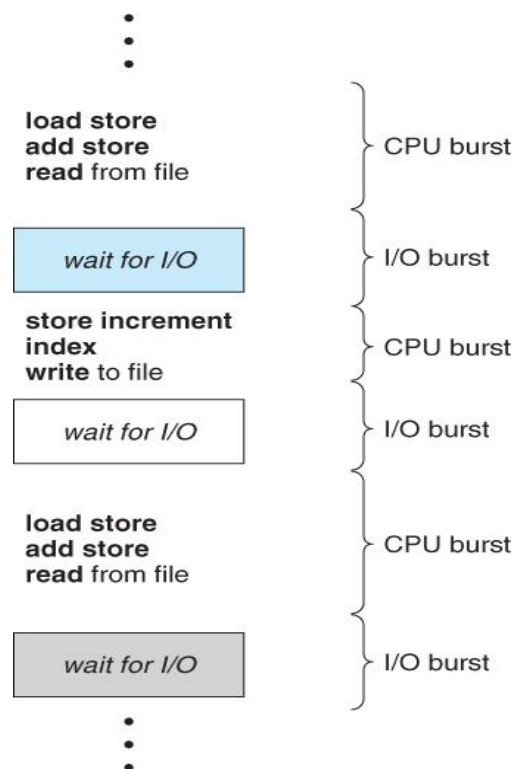 load store
add store
read from file
CPU burst
wait for I/O
I/O burst
store increment
index
write to file
CPU burst
wait for I/O
I/O burst
load store
add store
read from file
CPU burst
wait for I/O
I/O burst